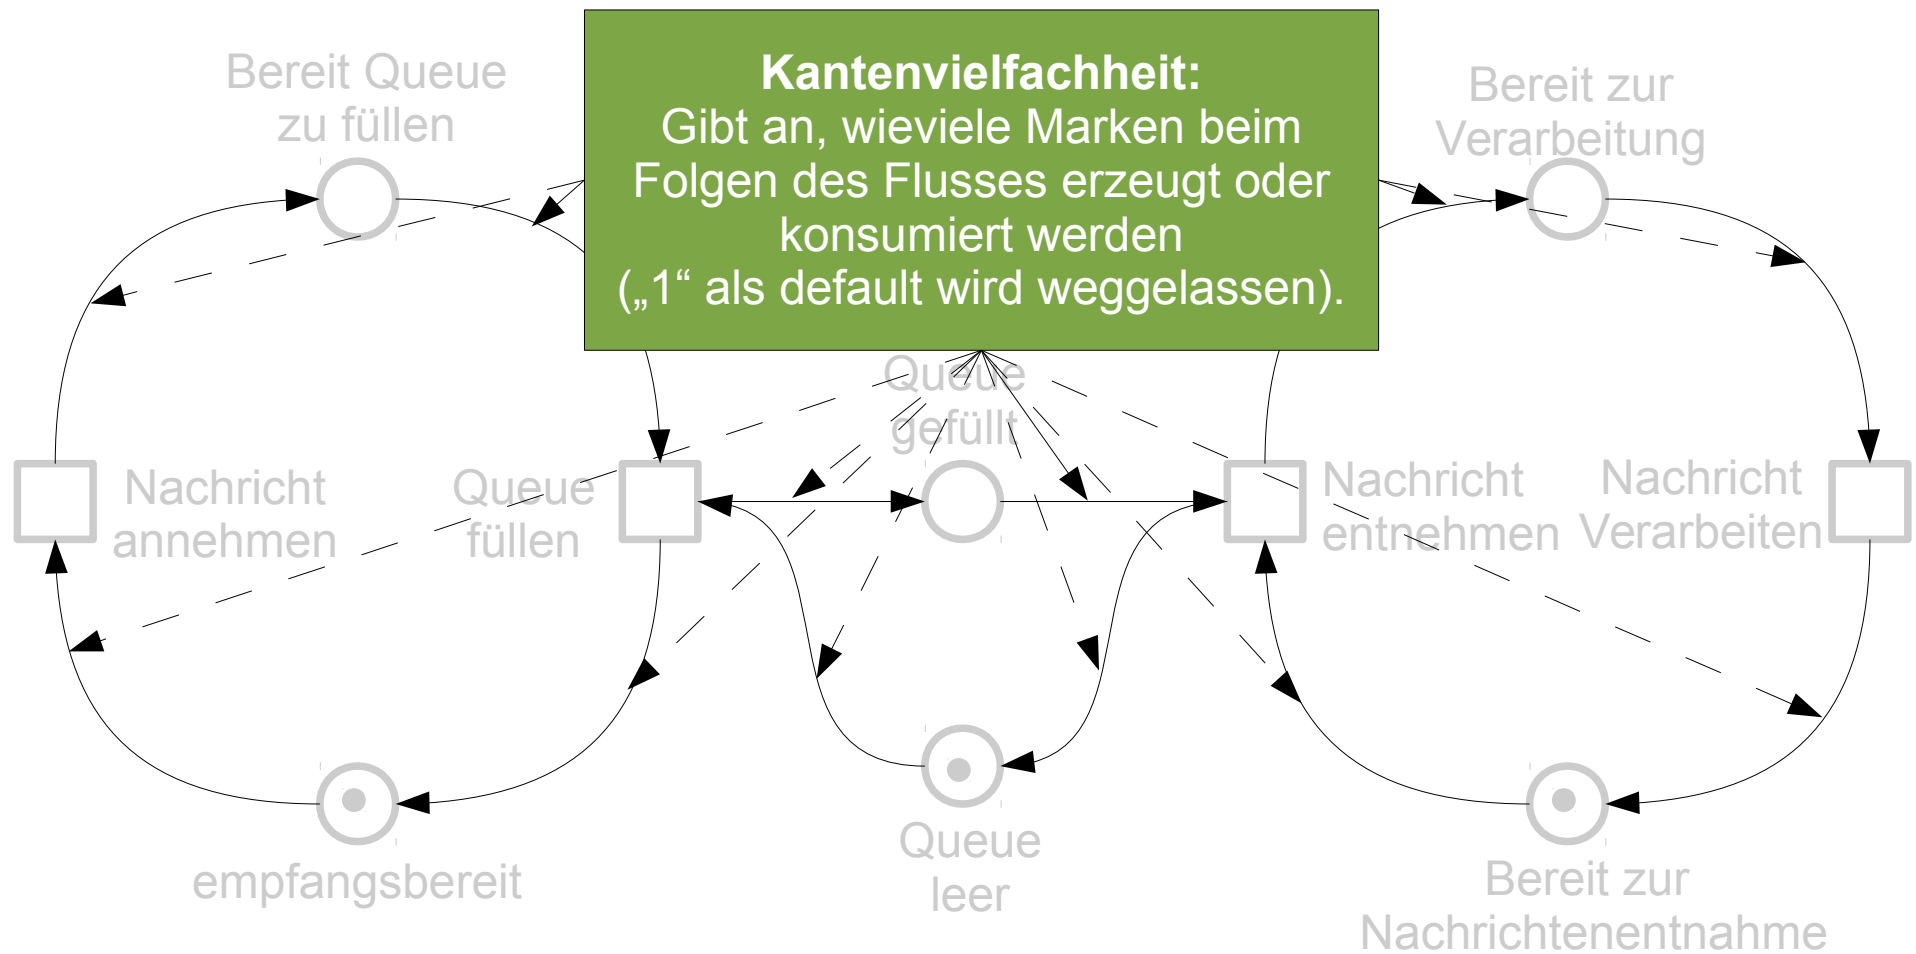 Bereit Queue
zu füllen
Kantenvielfachheit:
Gibt an, wieviele Marken beim
Folgen des Flusses erzeugt oder
konsumiert werden
(„1“ als default wird weggelassen).
Bereit zur
Verarbeitung
Queue
gefüllt
Nachricht
annehmen
Queue
füllen
Nachricht
entnehmen
Nachricht
Verarbeiten
empfangsbereit
Queue
leer
Bereit zur
Nachrichtenentnahme